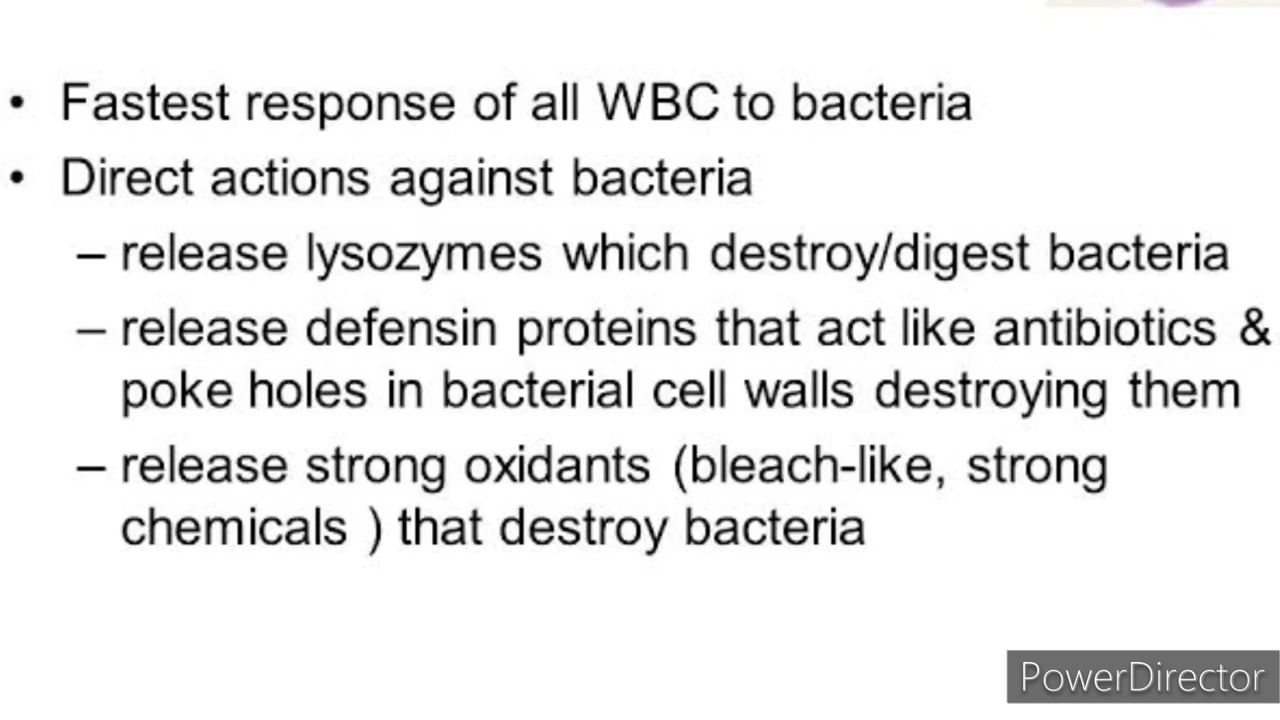 • Fastest response of all WBC to bacteria
• Direct actions against bacteria
– release lysozymes which destroy/digest bacteria
– release defensin proteins that act like antibiotics &
poke holes in bacterial cell walls destroying them
– release strong oxidants (bleach-like, strong
chemicals ) that destroy bacteria
PowerDirector